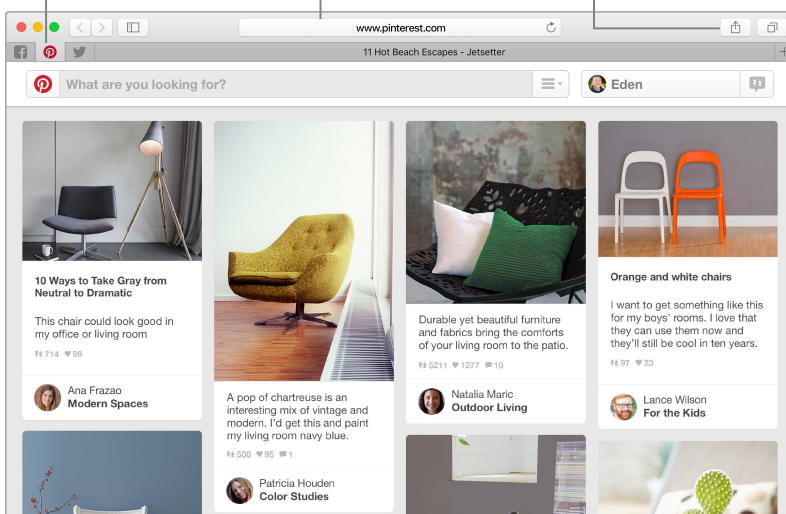 www.pinterest.com
11 Hot Beach Escapes - Jetsetter
What are you looking for?
Eden
10 Ways to Take Gray from
Neutral to Dramatic
This chair could look good in
my office or living room
714 99
Ana Frazao
Modern Spaces
A pop of chartreuse is an
interesting mix of vintage and
modern. I’d get this and paint
my living room navy blue.
500 95 1
Patricia Houden
Color Studies
Durable yet beautiful furniture
and fabrics bring the comforts
of your living room to the patio.
5211 1277 10
Natalia Maric
Outdoor Living
Orange and white chairs
I want to get something like this
for my boys’ rooms. I love that
they can use them now and
they’ll still be cool in ten years.
97 23
Lance Wilson
For the Kids